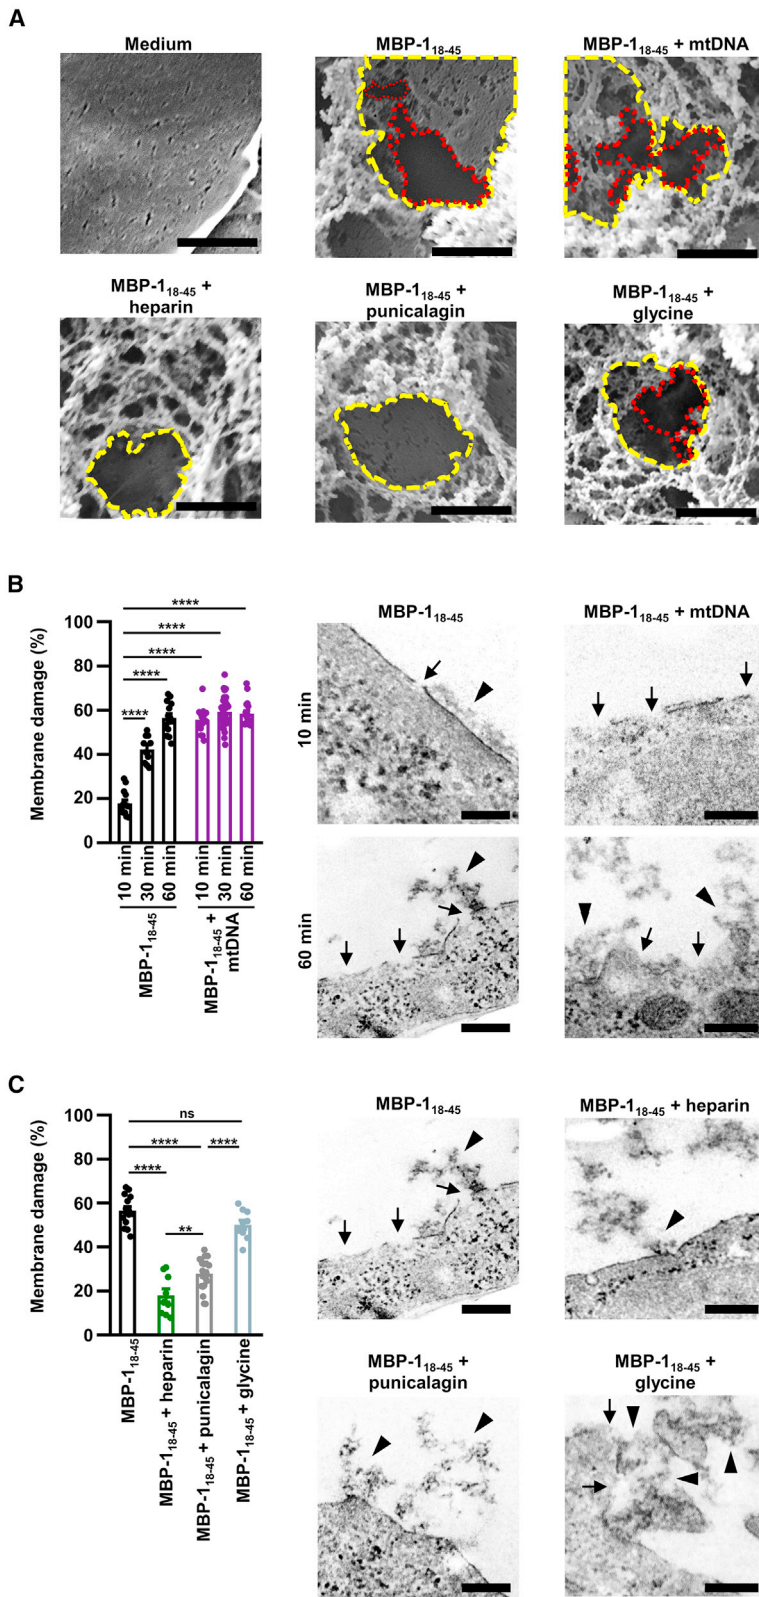 A
Medium
MBP-1₁₈₋₄₅
MBP-1₁₈₋₄₅ + mtDNA
MBP-1₁₈₋₄₅ +
heparin
MBP-1₁₈₋₄₅ +
punicalagin
MBP-1₁₈₋₄₅ +
glycine
B
Membrane damage (%)
100
80
60
40
20
0
****
****
****
****
****
10 min
30 min
60 min
10 min
30 min
60 min
MBP-1₁₈₋₄₅
MBP-1₁₈₋₄₅ +
mtDNA
MBP-1₁₈₋₄₅
MBP-1₁₈₋₄₅ + mtDNA
10 min
60 min
C
Membrane damage (%)
100
80
60
40
20
0
ns
**** ****
****
**
MBP-1₁₈₋₄₅
MBP-1₁₈₋₄₅ + heparin
MBP-1₁₈₋₄₅ + punicalagin
MBP-1₁₈₋₄₅ + glycine
MBP-1₁₈₋₄₅
MBP-1₁₈₋₄₅ + heparin
MBP-1₁₈₋₄₅ +
punicalagin
MBP-1₁₈₋₄₅ +
glycine